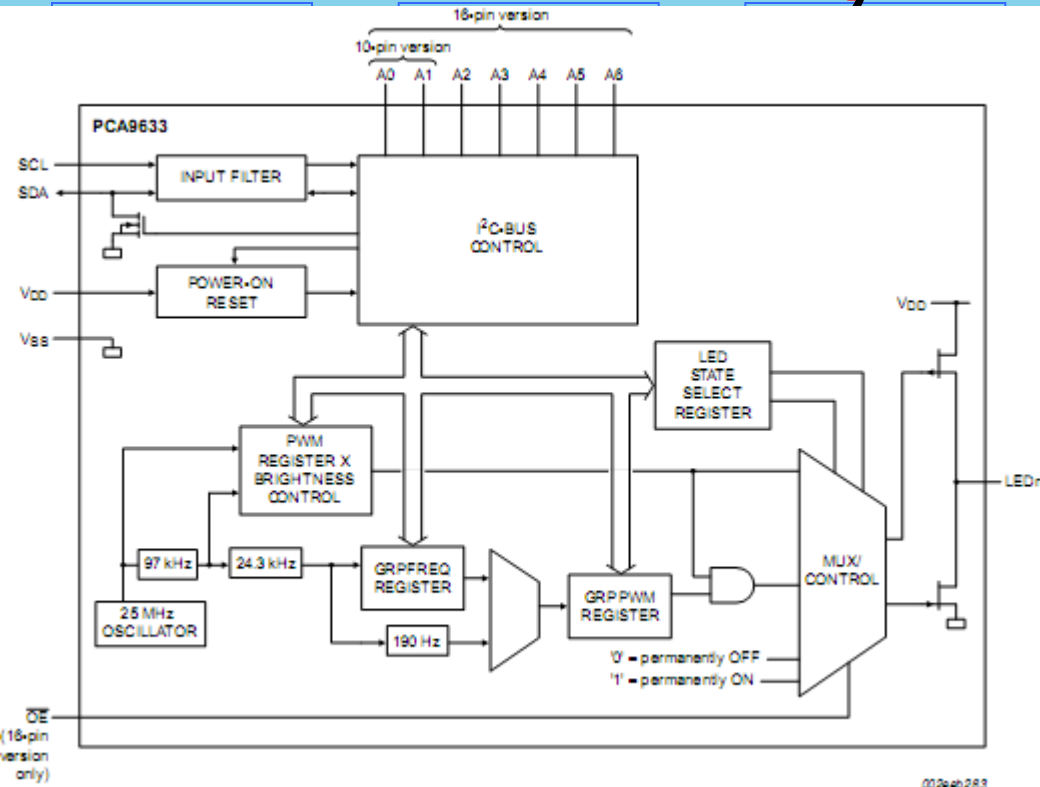 16-pin version
10-pin version
A0 A1 A2 A3 A4 A5 A6
PCA9633
SCL
SDA
INPUT FILTER
I²C-BUS
CONTROL
POWER-ON
RESET
VDD
VSS
VDD
LED
STATE
SELECT
REGISTER
PWM
REGISTER X
BRIGHTNESS
CONTROL
LEDn
97 kHz
24.3 kHz
GRPFREQ
REGISTER
MUX/
CONTROL
GRPPWM
REGISTER
25 MHz
OSCILLATOR
190 Hz
'0' = permanently OFF
'1' = permanently ON
OE
(16-pin
version
only)
002aab283